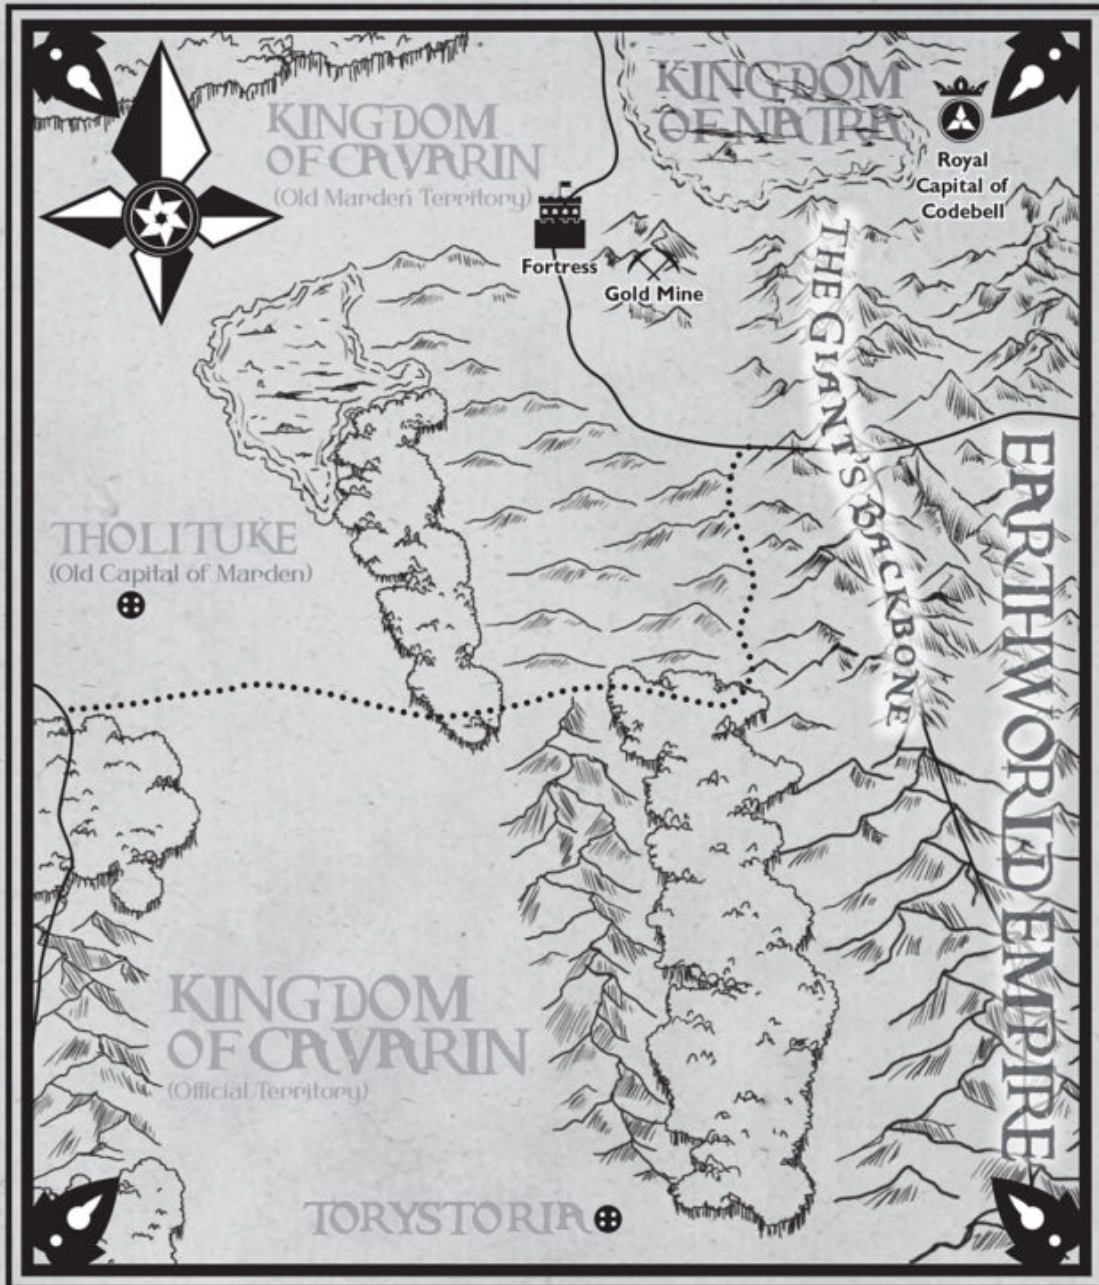 KINGDOM
OF CAVARIN
(Old Marden Territory)
KINGDOM
OF NATRA
Royal
Capital of
Codebell
Fortress
Gold Mine
THE GIANT'S BACKBONE
EARTHWORLD EMPIRE
THOLITUKE
(Old Capital of Marden)
KINGDOM
OF CAVARIN
(Official Territory)
TORYSTORIA